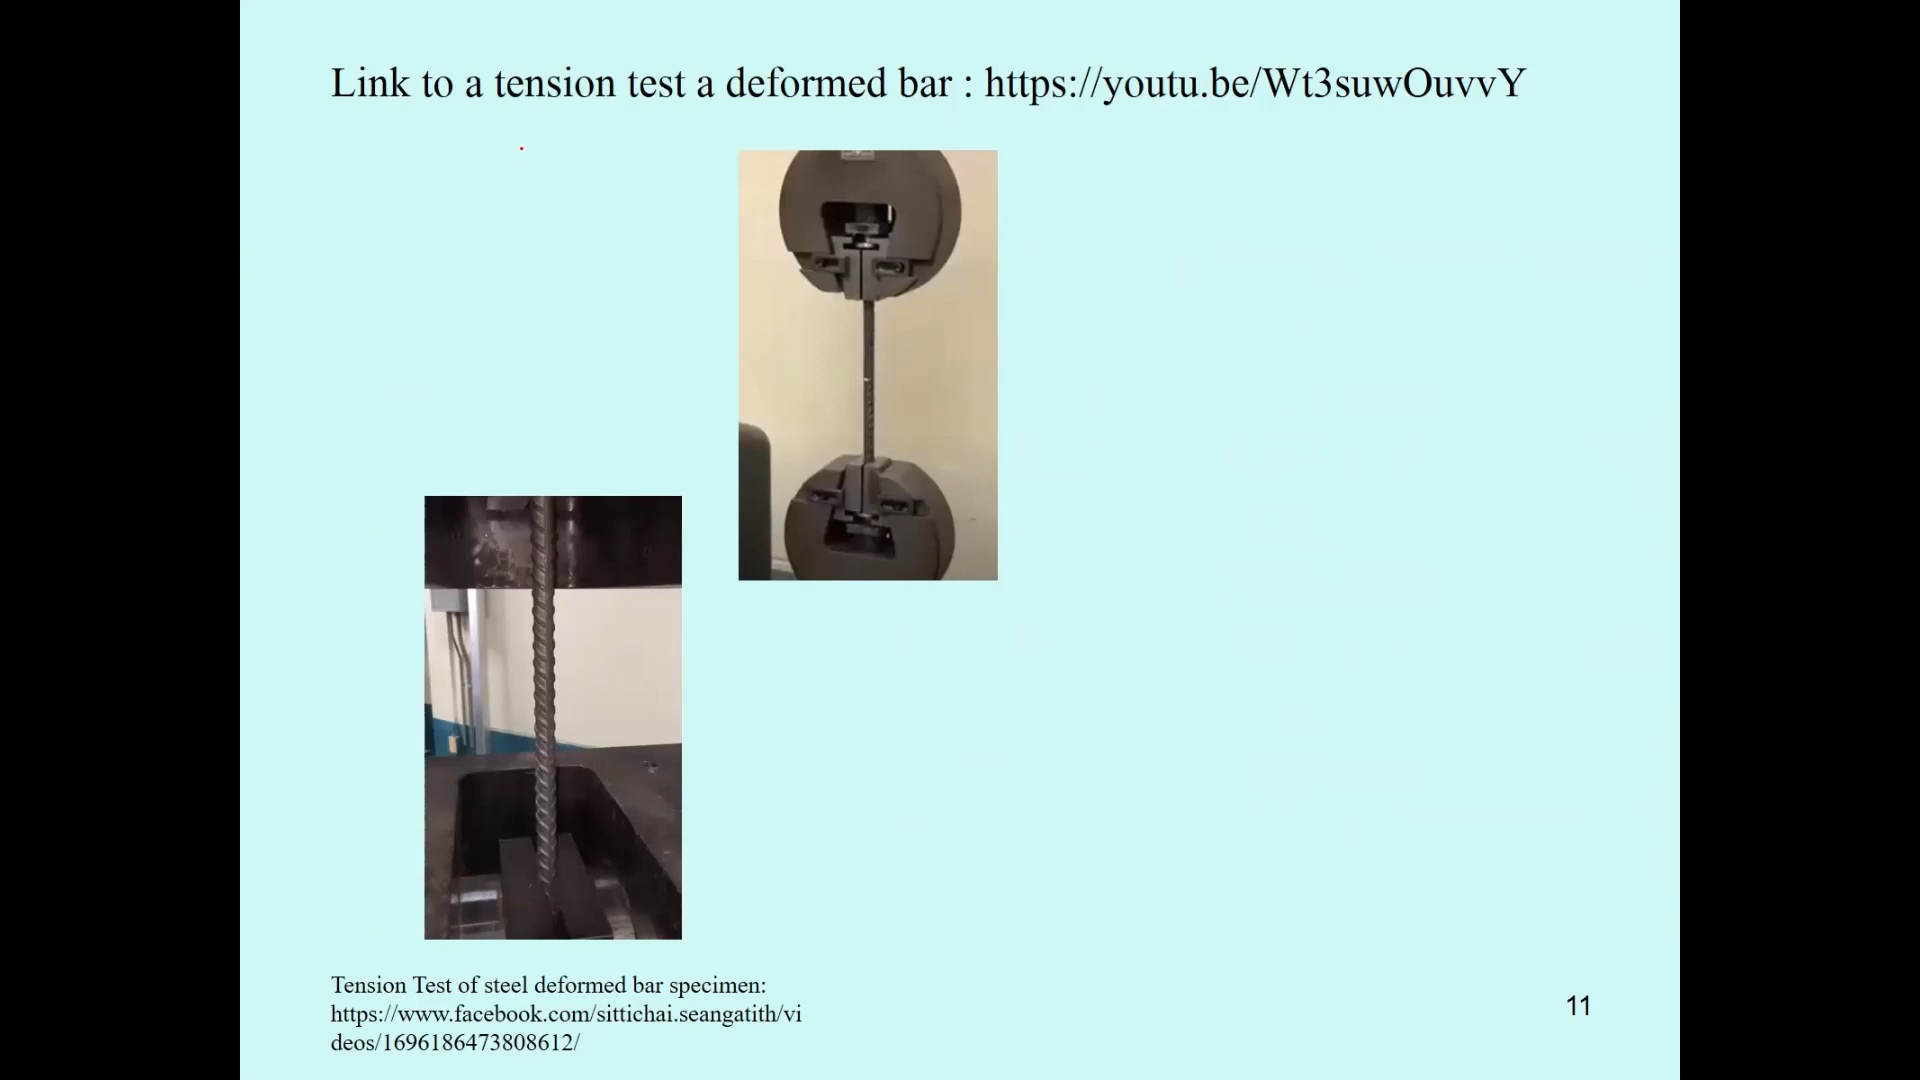 Link to a tension test a deformed bar : https://youtu.be/Wt3suwOuvvY
Tension Test of steel deformed bar specimen:
https://www.facebook.com/sittichai.seangatith/vi
deos/1696186473808612/
11